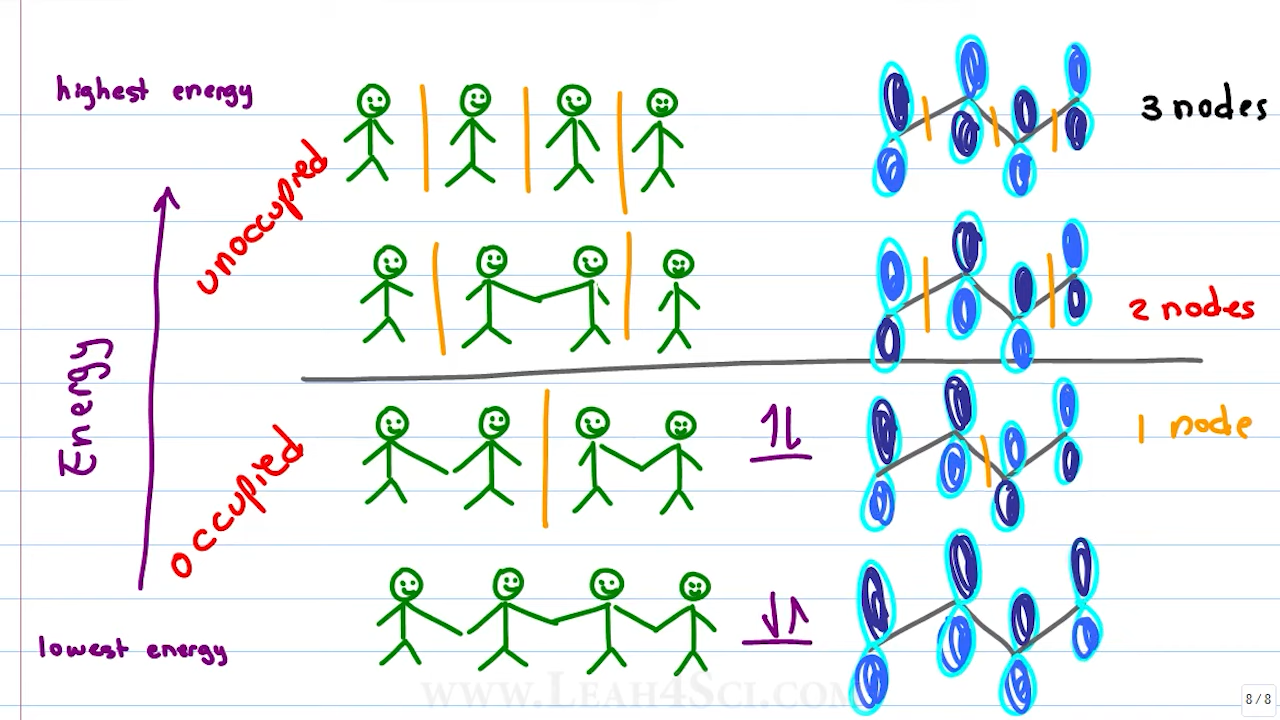 highest energy
3 nodes
unoccupied
2 nodes
1 node
Energy
occupied
lowest energy
www.Leah4Sci.com
8/8